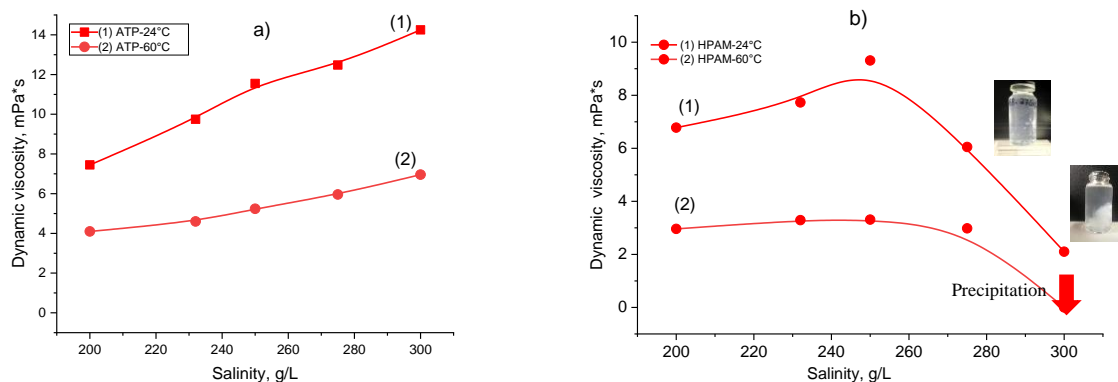 (1) ATP-24°C
(2) ATP-60°C
a)
(1)
(2)
14
12
10
8
6
4
2
0
Dynamic viscosity, mPa*s
200 220 240 260 280 300
Salinity, g/L
b)
(1) HPAM-24°C
(2) HPAM-60°C
(1)
(2)
Precipitation
10
8
6
4
2
0
Dynamic viscosity, mPa*s
200 220 240 260 280 300
Salinity, g/L